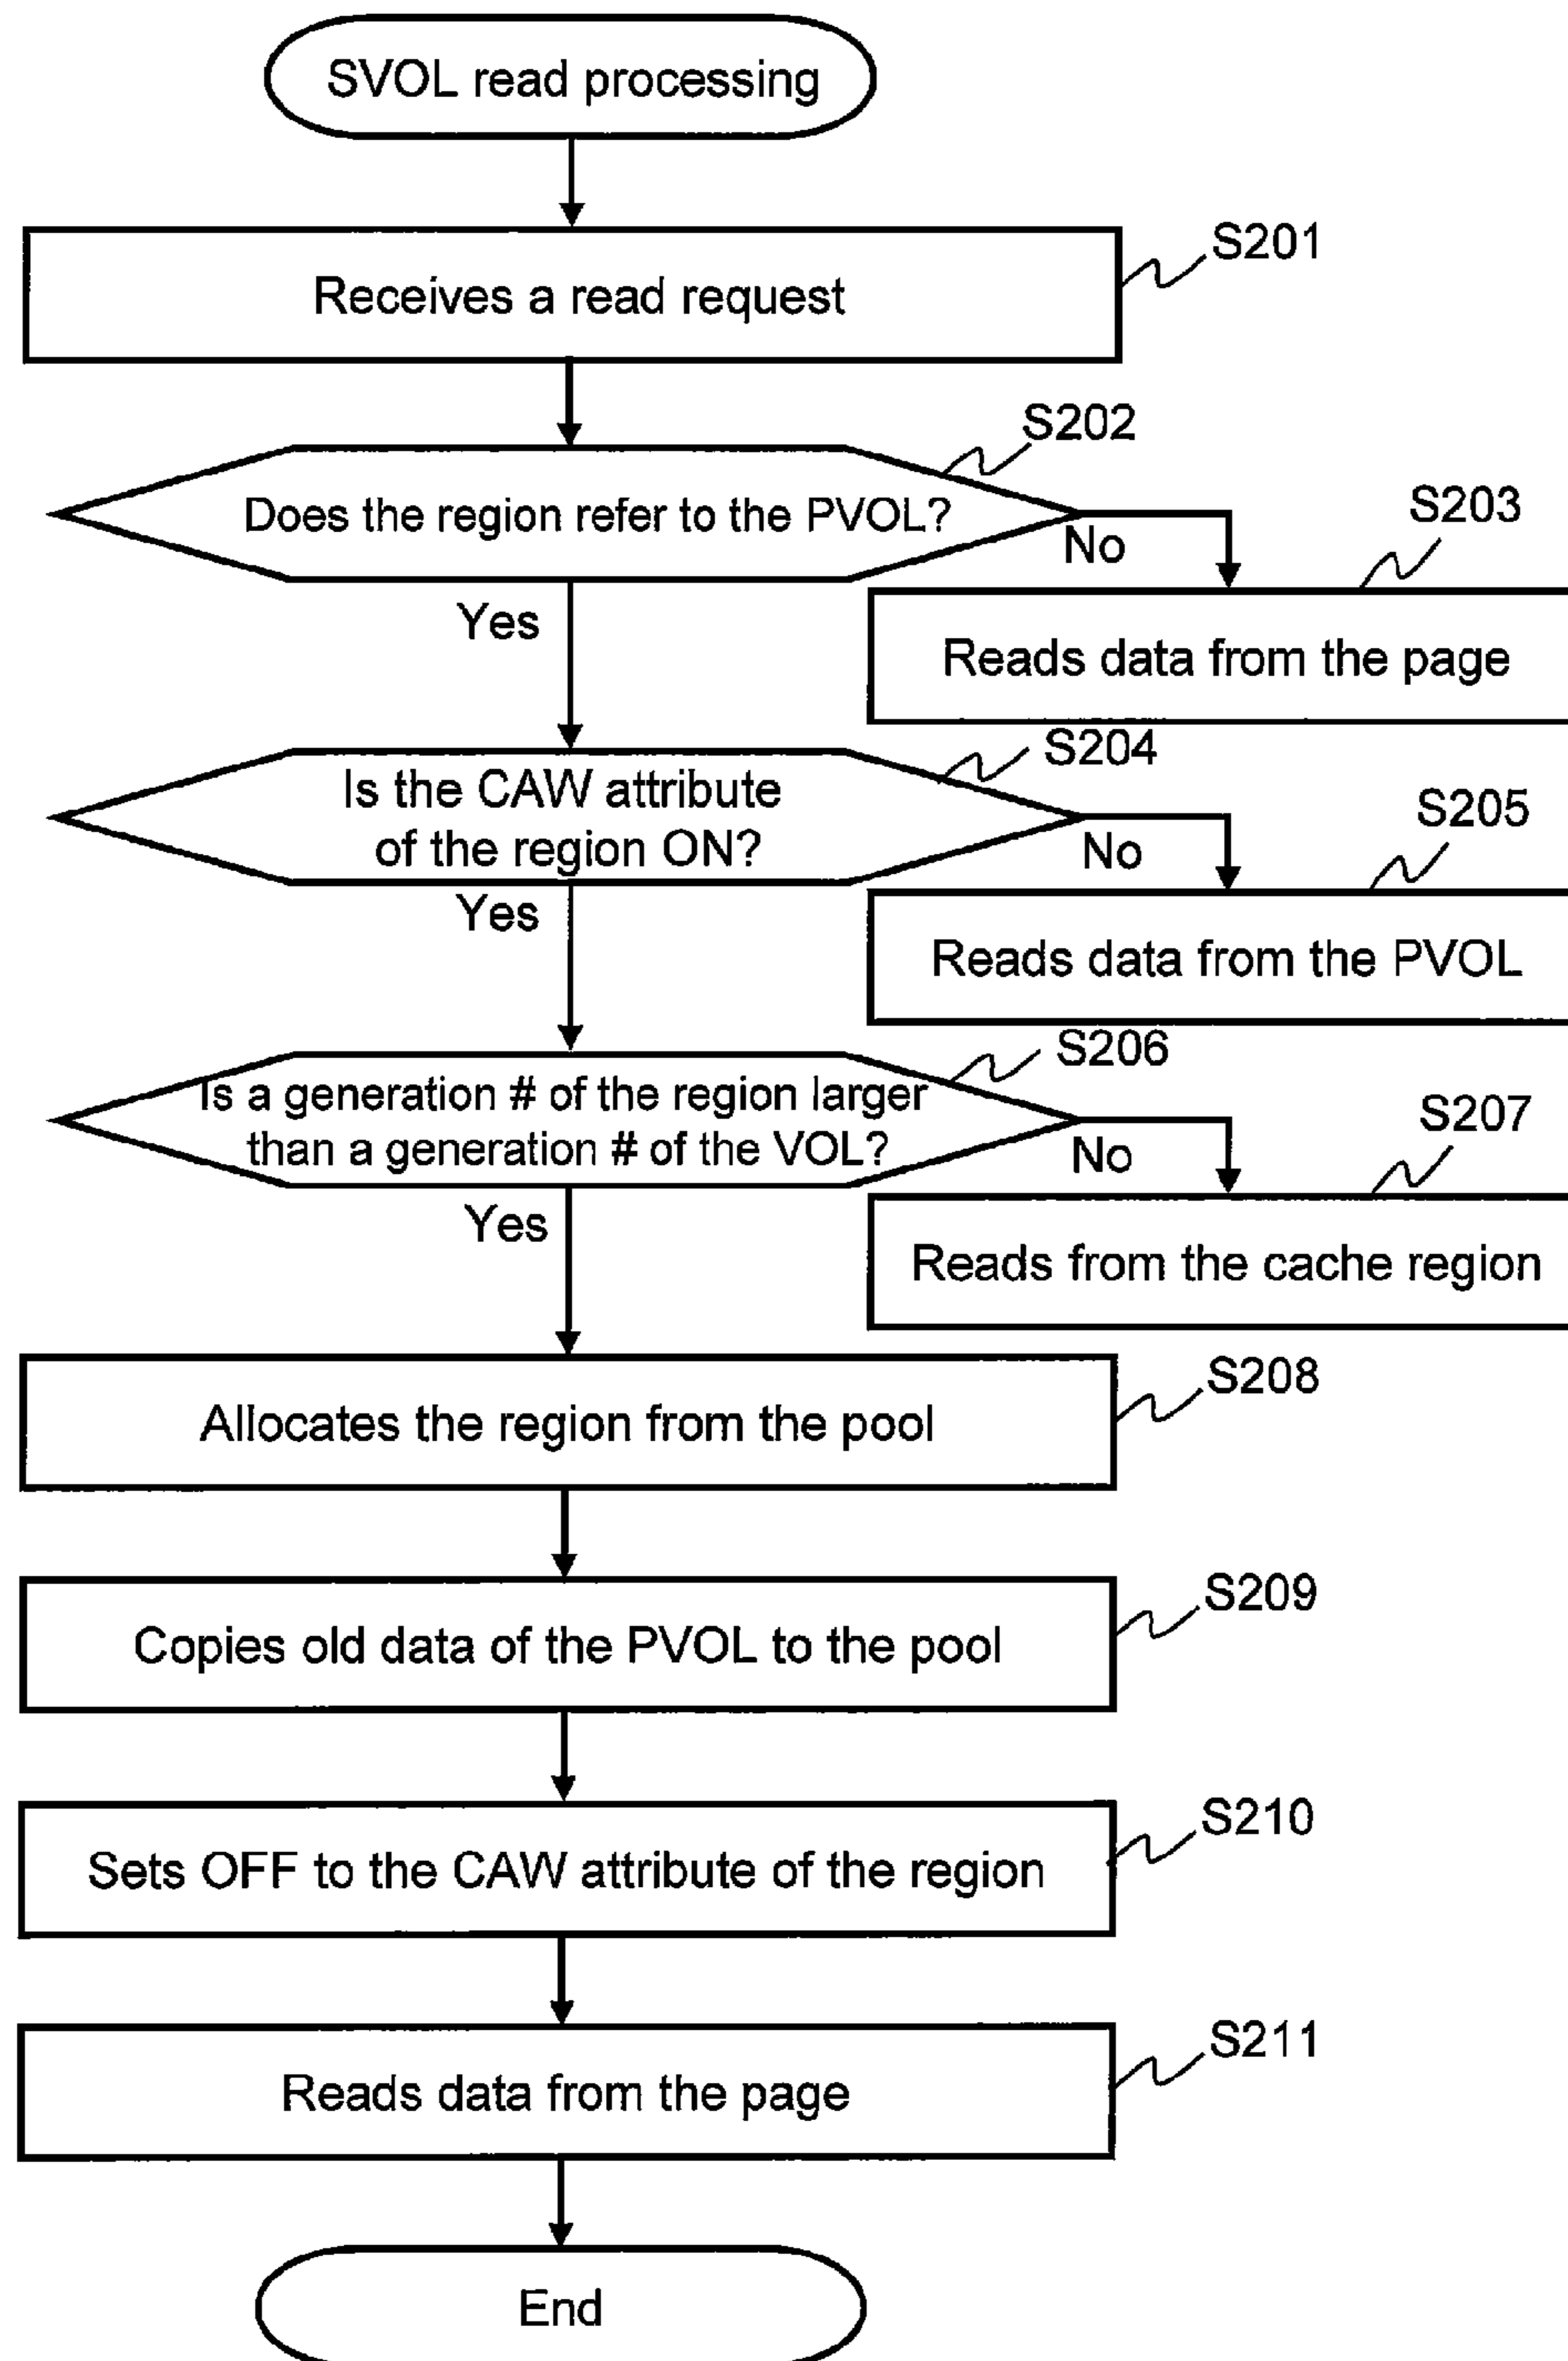 SVOL read processing
S201
Receives a read request
S202
Does the region refer to the PVOL?
No
S203
Yes
Reads data from the page
S204
Is the CAW attribute
of the region ON?
No
S205
Yes
Reads data from the PVOL
S206
Is a generation # of the region larger
than a generation # of the VOL?
No
S207
Yes
Reads from the cache region
S208
Allocates the region from the pool
S209
Copies old data of the PVOL to the pool
S210
Sets OFF to the CAW attribute of the region
S211
Reads data from the page
End